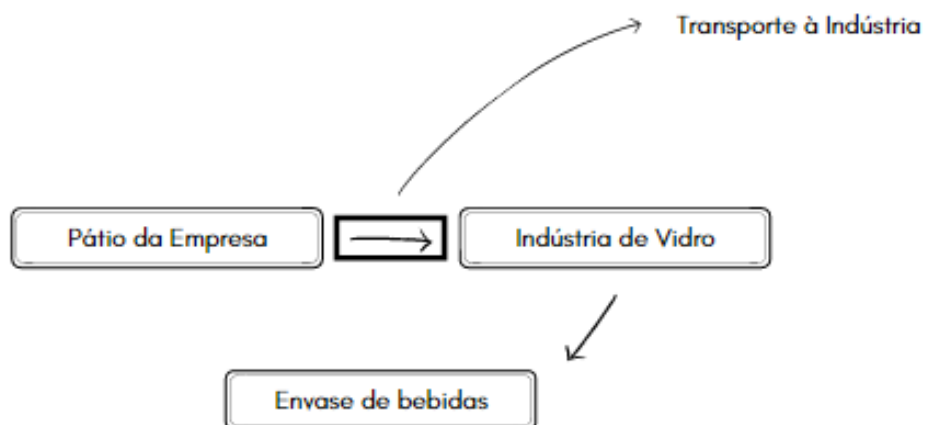 Transporte à Indústria
Pátio da Empresa
Indústria de Vidro
Envase de bebidas